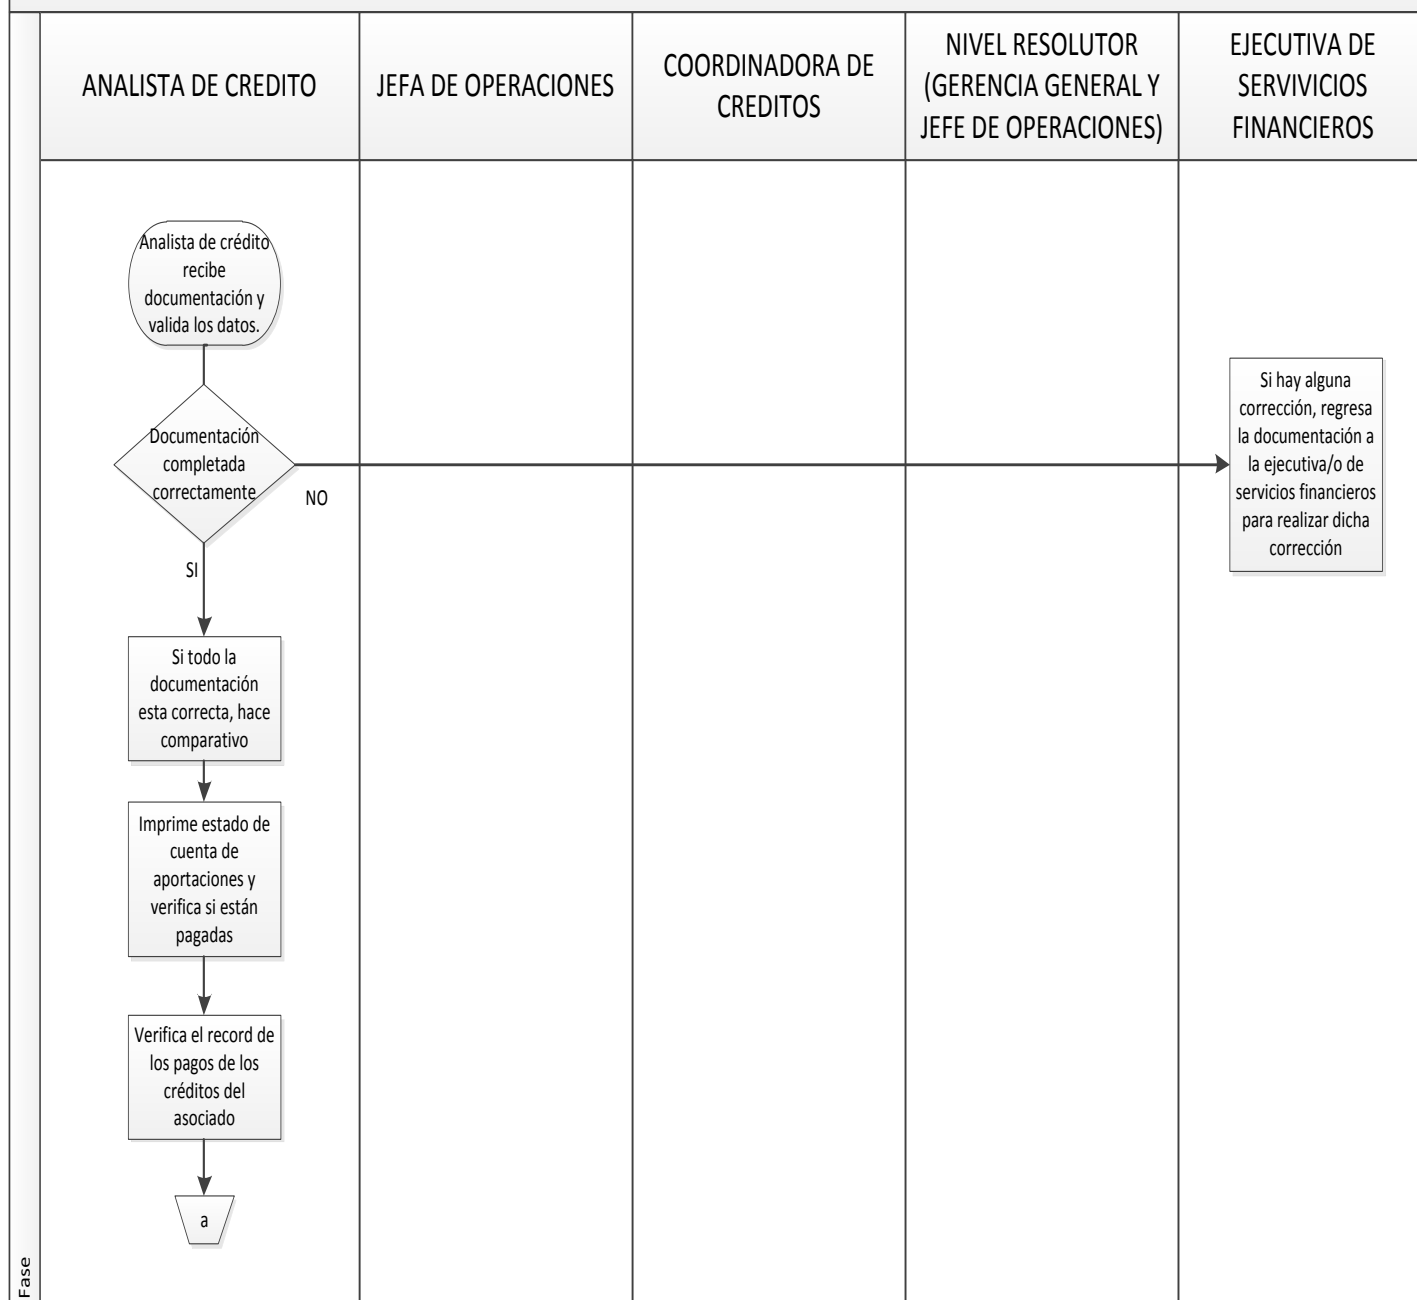 ANALISTA DE CREDITO
JEFA DE OPERACIONES
COORDINADORA DE
CREDITOS
NIVEL RESOLUTOR
(GERENCIA GENERAL Y
JEFE DE OPERACIONES)
EJECUTIVA DE
SERVIVICIOS
FINANCIEROS
Analista de crédito
recibe
documentación y
valida los datos.
Documentación
completada
correctamente
NO
SI
Si hay alguna
corrección, regresa
la documentación a
la ejecutiva/o de
servicios financieros
para realizar dicha
corrección
Si todo la
documentación
esta correcta, hace
comparativo
Imprime estado de
cuenta de
aportaciones y
verifica si están
pagadas
Verifica el record de
los pagos de los
créditos del
asociado
a
Fase